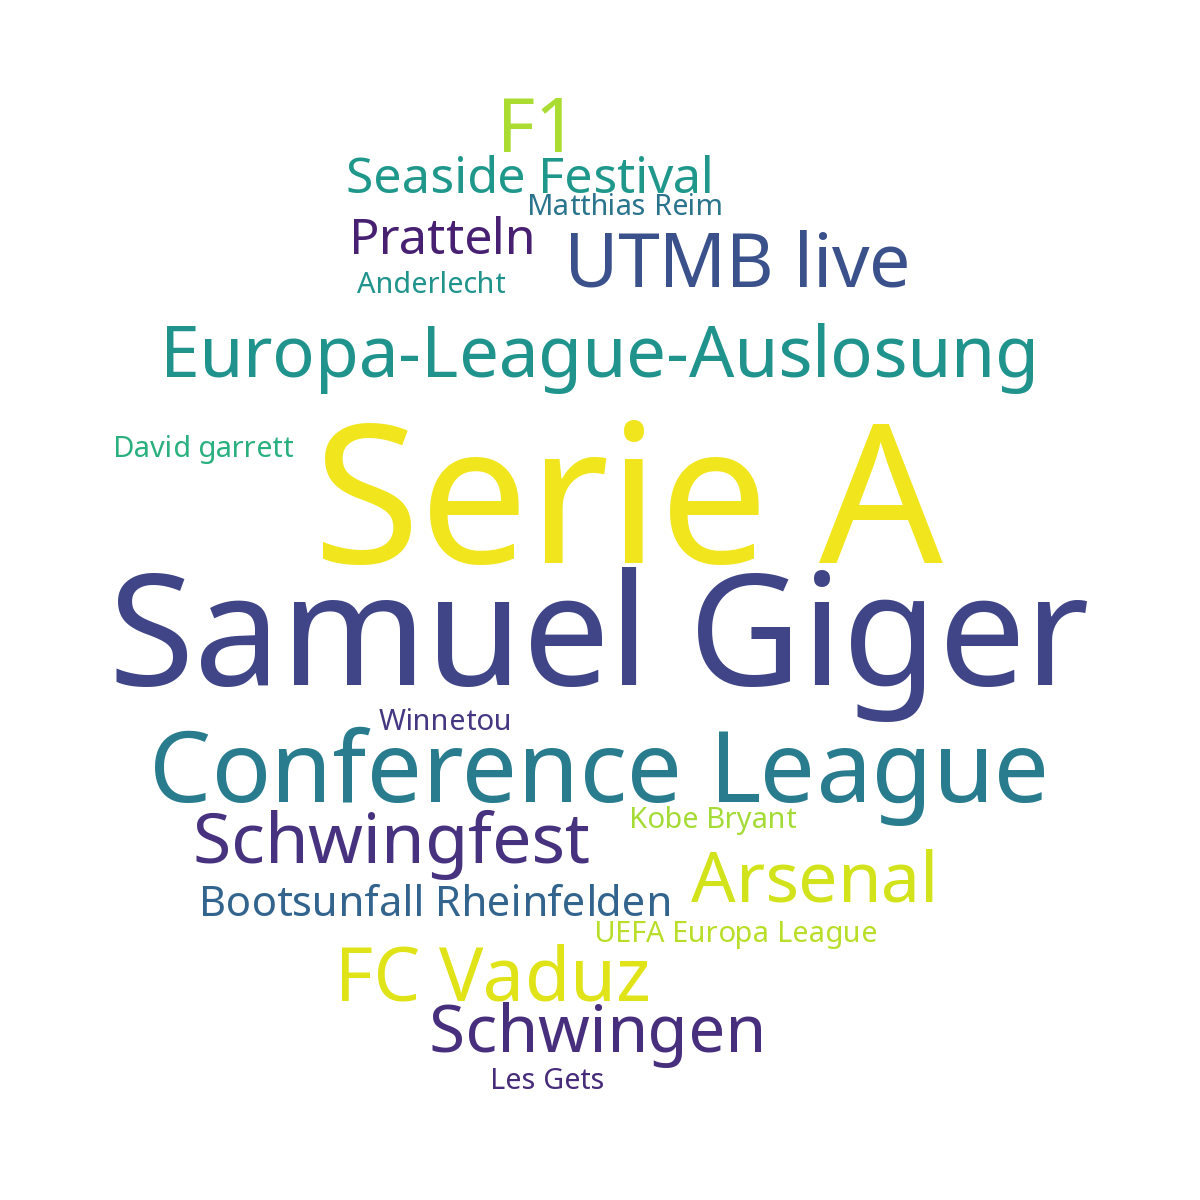 F1
Seaside Festival
Matthias Reim
Pratteln
UTMB live
Anderlecht
Europa-League-Auslosung
David garrett
Serie A
Samuel Giger
Winnetou
Conference League
Kobe Bryant
Schwingfest
Arsenal
Bootsunfall Rheinfelden
UEFA Europa League
FC Vaduz
Schwingen
Les Gets